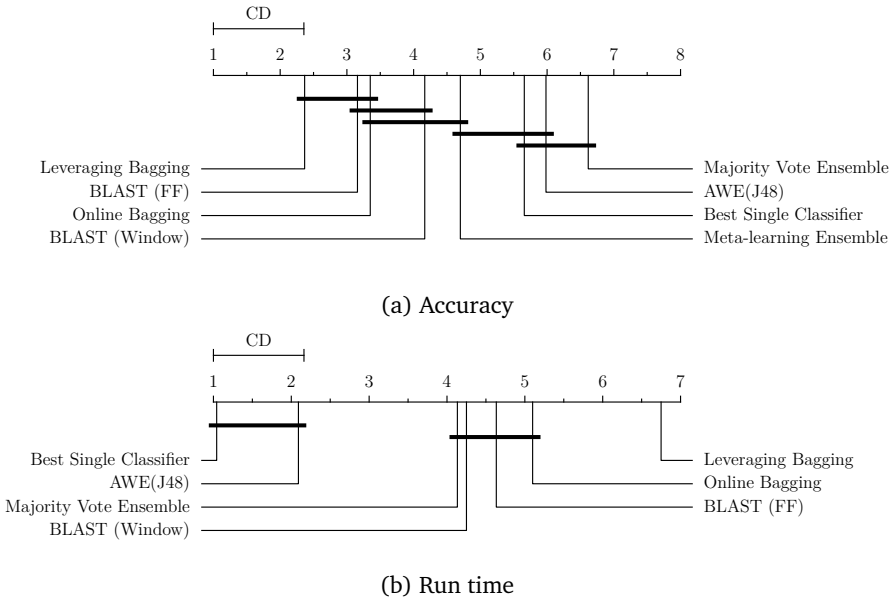 CD
1 2 3 4 5 6 7 8
Leveraging Bagging Majority Vote Ensemble
BLAST (FF) AWE(J48)
Online Bagging Best Single Classifier
BLAST (Window) Meta-learning Ensemble
(a) Accuracy
CD
1 2 3 4 5 6 7
Best Single Classifier Leveraging Bagging
AWE(J48) Online Bagging
Majority Vote Ensemble BLAST (FF)
BLAST (Window)
(b) Run time